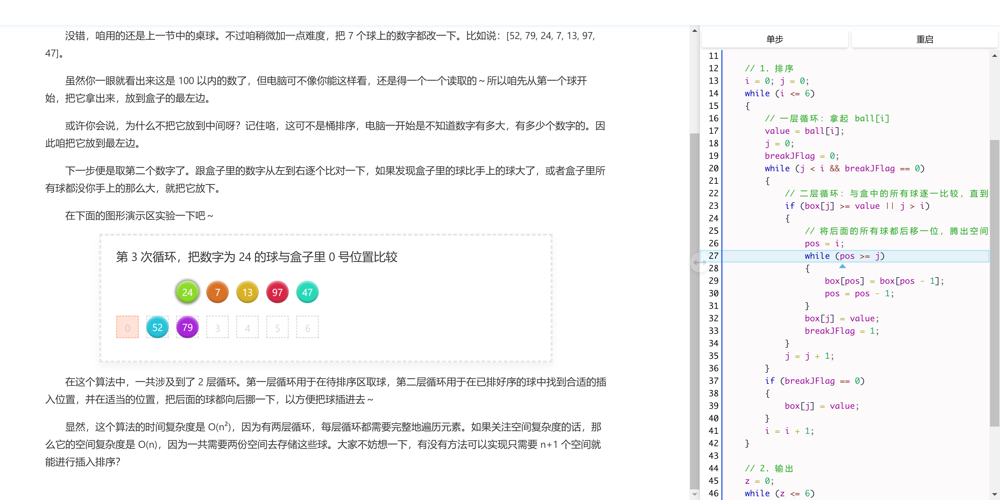 没错，咱用的还是上一节中的桌球。不过咱稍微加一点难度，把 7 个球上的数字都改一下。比如说：[52, 79, 24, 7, 13, 97,
47]。
虽然你一眼就看出来这是 100 以内的数了，但电脑可不像你能这样看，还是得一个一个读取的～所以咱先从第一个球开
始，把它拿出来，放到盒子的最左边。
或许你会说，为什么不把它放到中间呀？记住咯，这可不是桶排序，电脑一开始是不知道数字有多大，有多少个数字的。因
此咱把它放到最左边。
下一步便是取第二个数字了。跟盒子里的数字从左到右逐个比对一下，如果发现盒子里的球比手上的球大了，或者盒子里所
有球都没你手上的那么大，就把它放下。
在下面的图形演示区实验一下吧～
第 3 次循环，把数字为 24 的球与盒子里 0 号位置比较
24 7 13 97 47
0 52 79 3 4 5 6
在这个算法中，一共涉及到了 2 层循环。第一层循环用于在待排序区取球，第二层循环用于在已排好序的球中找到合适的插
入位置，并在适当的位置，把后面的球都向后挪一下，以方便把球插进去～
显然，这个算法的时间复杂度是 O(n²)，因为有两层循环，每层循环都需要完整地遍历元素。如果关注空间复杂度的话，那
么它的空间复杂度是 O(n)，因为一共需要两份空间去存储这些球。大家不妨想一下，有没有方法可以实现只需要 n+1 个空间就
能进行插入排序？
单步 重启
11
12 // 1. 排序
13 i = 0; j = 0;
14 while (i <= 6)
15 {
16 // 一层循环：拿起 ball[i]
17 value = ball[i];
18 j = 0;
19 breakJFlag = 0;
20 while (j < i && breakJFlag == 0)
21 {
22 // 二层循环：与盒中的所有球逐一比较，直到
23 if (box[j] >= value || j > i)
24 {
25 // 将后面的所有球都后移一位，腾出空间
26 pos = i;
27 while (pos >= j)
28 {
29 box[pos] = box[pos - 1];
30 pos = pos - 1;
31 }
32 box[j] = value;
33 breakJFlag = 1;
34 }
35 j = j + 1;
36 }
37 if (breakJFlag == 0)
38 {
39 box[j] = value;
40 }
41 i = i + 1;
42 }
43
44 // 2. 输出
45 z = 0;
46 while (z <= 6)